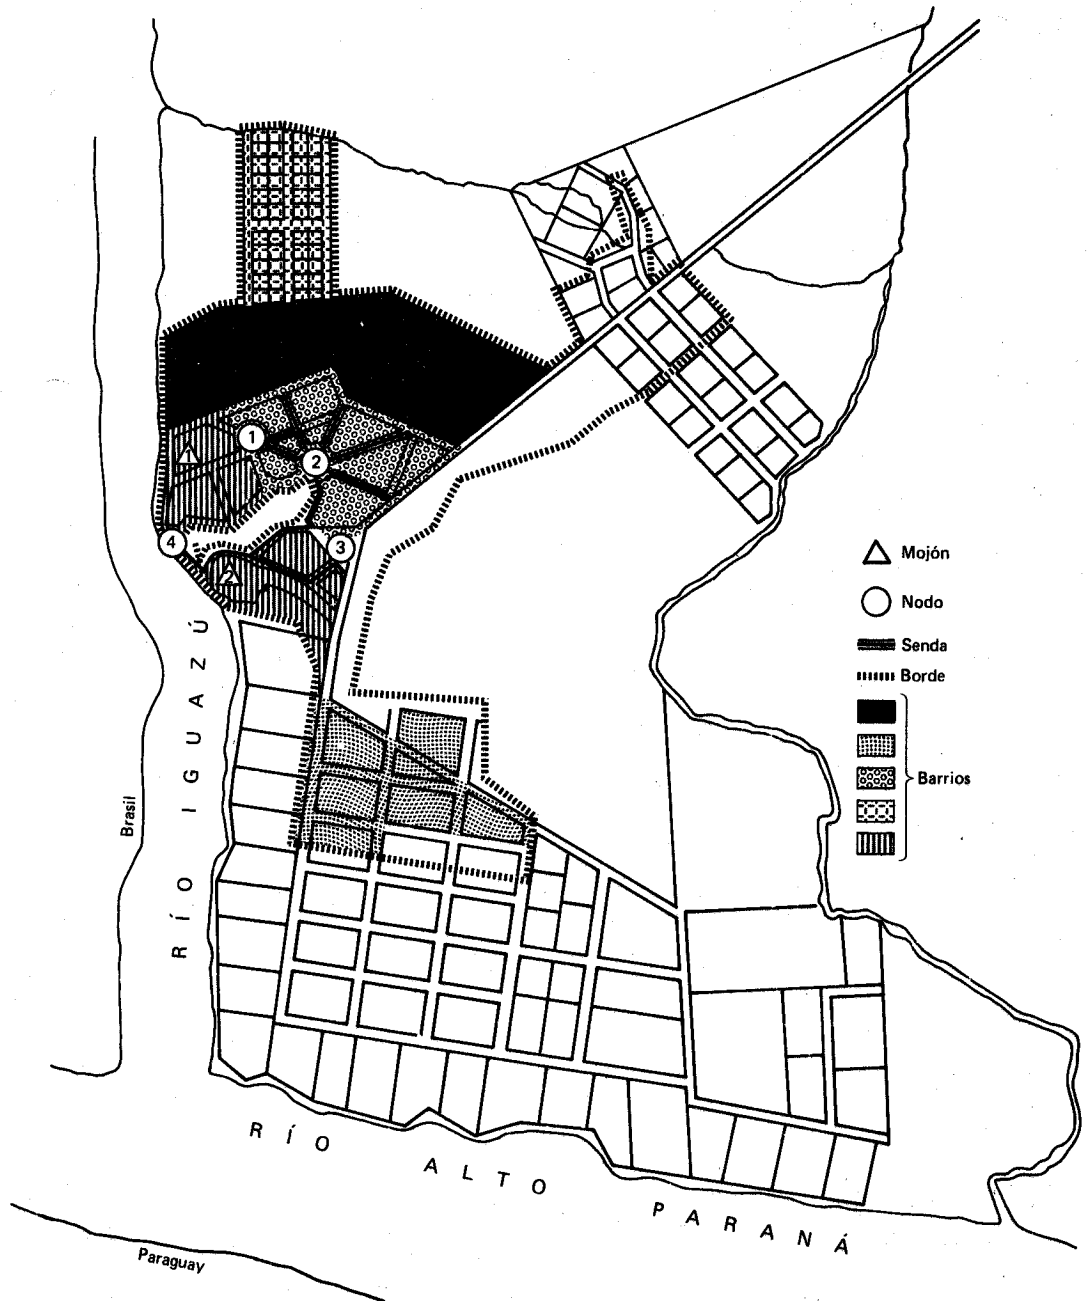 1
1
2
4
3
2
Mojón
Nodo
Senda
Borde
Barrios
Brasil
RÍO IGUAZÚ
RÍO ALTO PARANÁ
Paraguay